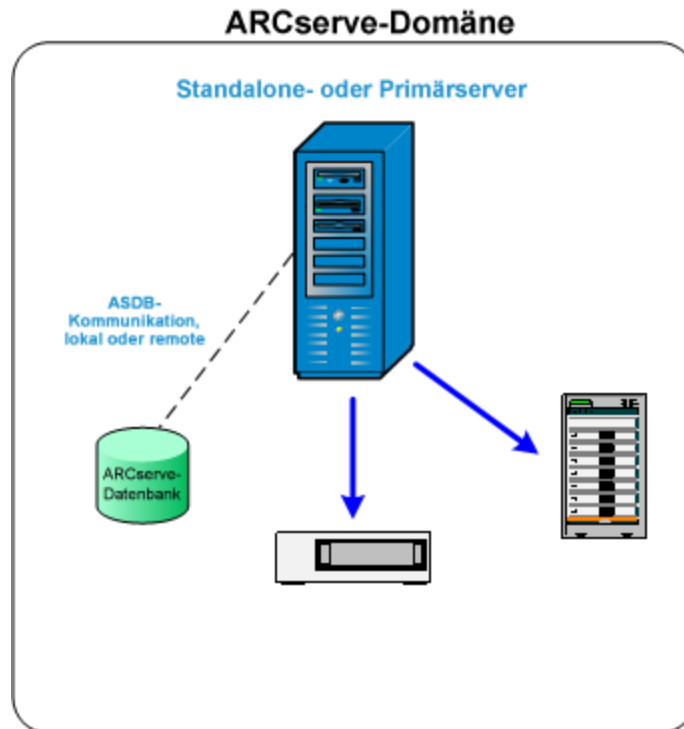 ARCserve-Domäne
Standalone- oder Primärserver
ASDB-
Kommunikation,
lokal oder remote
ARCserve-
Datenbank